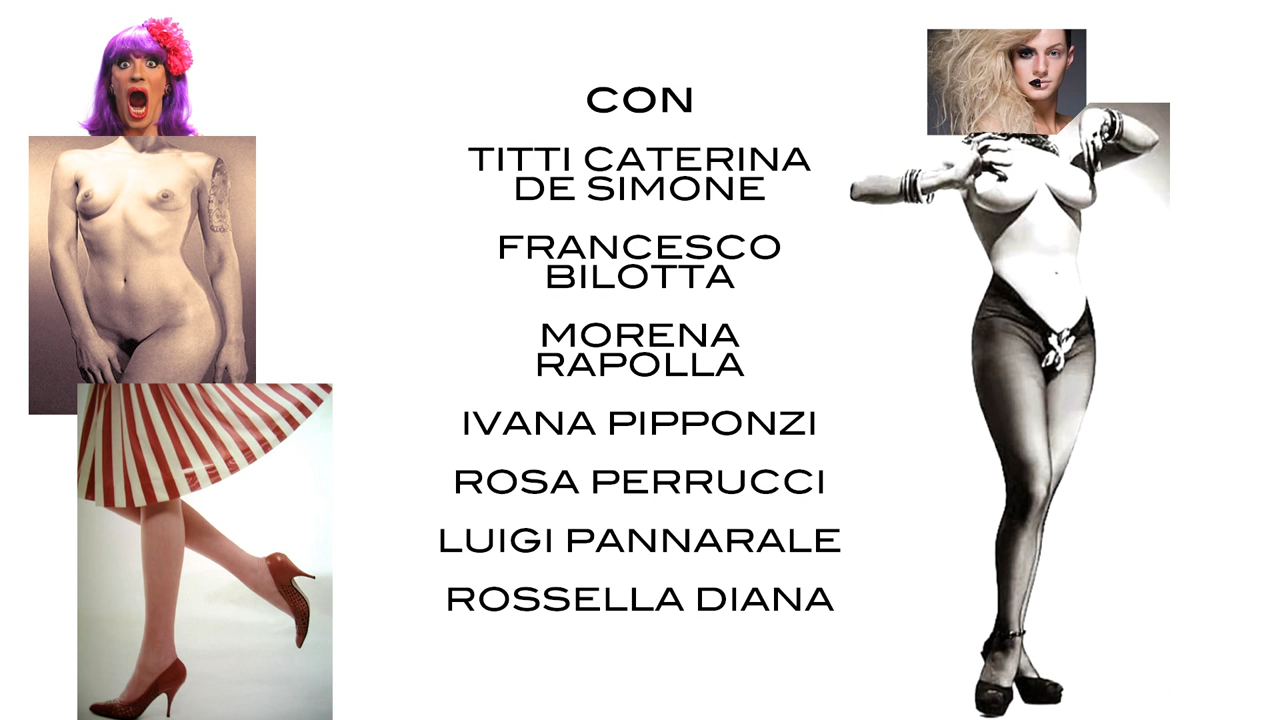 CON
TITTI CATERINA
DE SIMONE
FRANCESCO
BILOTTA
MORENA
RAPOLLA
IVANA PIPPONZI
ROSA PERRUCCI
LUIGI PANNARALE
ROSSELLA DIANA